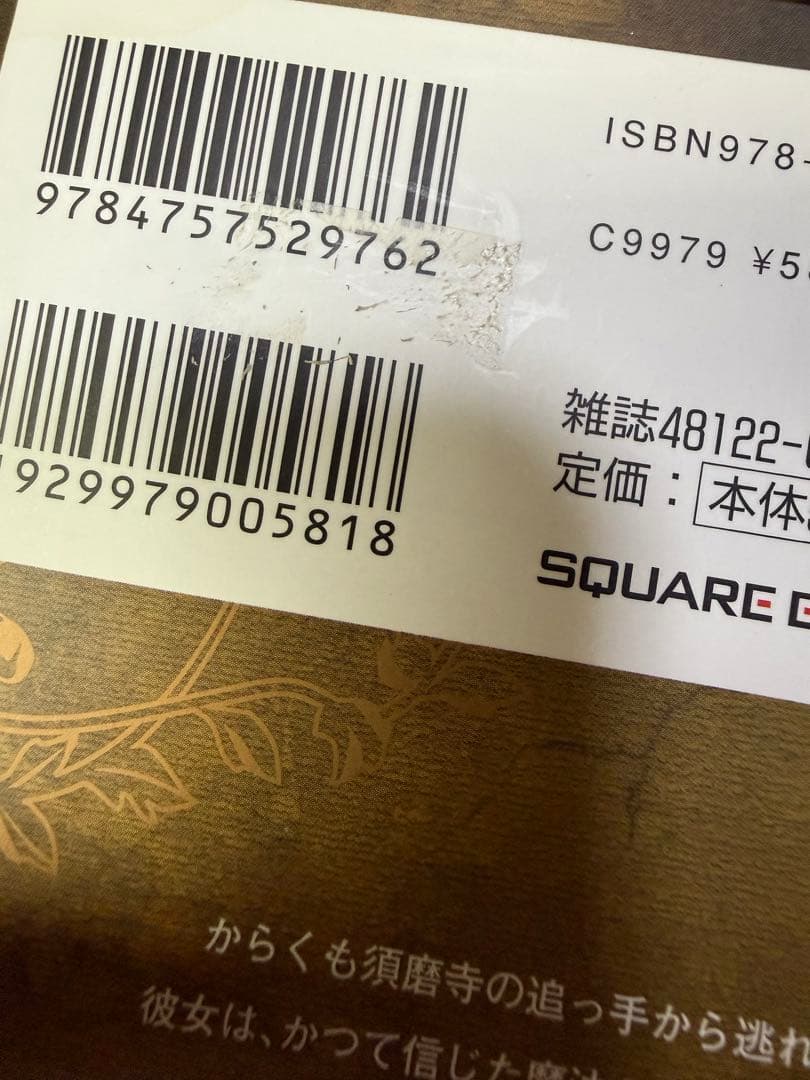 9784757529762
ISBN978-
C9979 ¥58
1929979005818
雑誌48122-0
定価：本体
SQUARE E
からくも須磨寺の追っ手から逃れ
彼女は、かつて信じた魔法